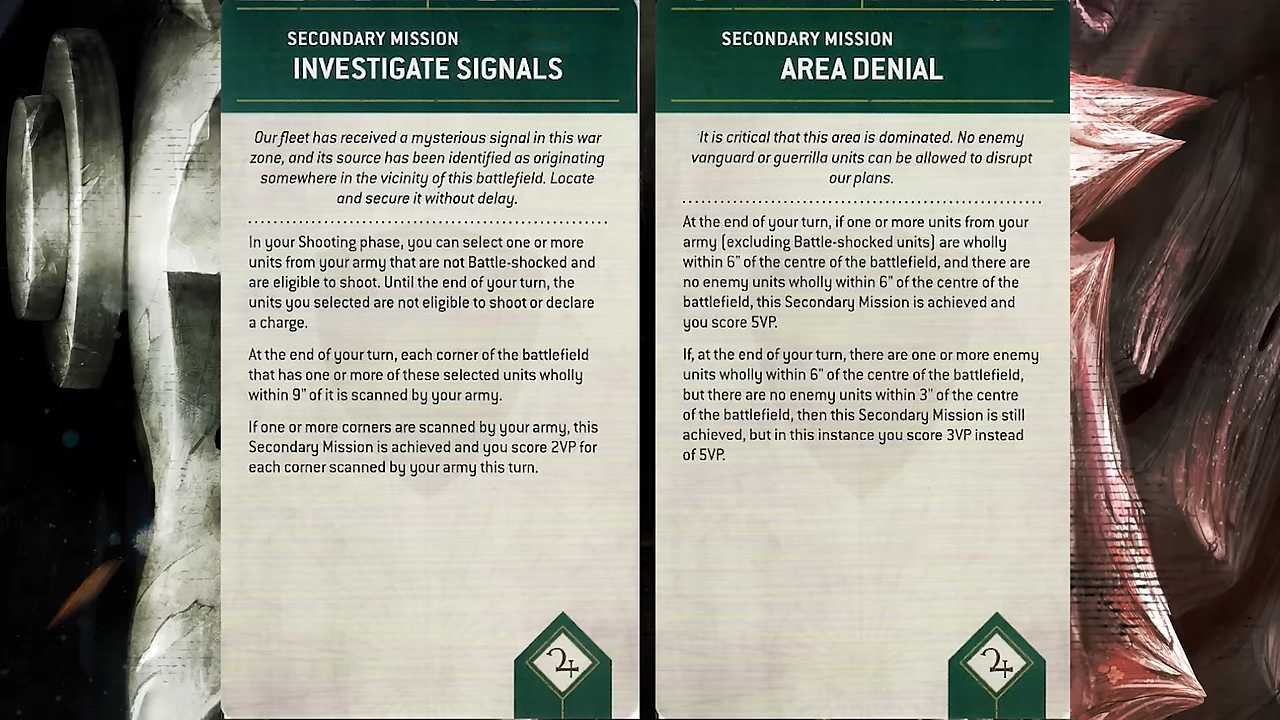 SECONDARY MISSION
INVESTIGATE SIGNALS
Our fleet has received a mysterious signal in this war
zone, and its source has been identified as originating
somewhere in the vicinity of this battlefield. Locate
and secure it without delay.
In your Shooting phase, you can select one or more
units from your army that are not Battle-shocked and
are eligible to shoot. Until the end of your turn, the
units you selected are not eligible to shoot or declare
a charge.
At the end of your turn, each corner of the battlefield
that has one or more of these selected units wholly
within 9" of it is scanned by your army.
If one or more corners are scanned by your army, this
Secondary Mission is achieved and you score 2VP for
each corner scanned by your army this turn.
SECONDARY MISSION
AREA DENIAL
It is critical that this area is dominated. No enemy
vanguard or guerrilla units can be allowed to disrupt
our plans.
At the end of your turn, if one or more units from your
army (excluding Battle-shocked units) are wholly
within 6" of the centre of the battlefield, and there are
no enemy units wholly within 6" of the centre of the
battlefield, this Secondary Mission is achieved and
you score 5VP.
If, at the end of your turn, there are one or more enemy
units wholly within 6" of the centre of the battlefield,
but there are no enemy units within 3" of the centre
of the battlefield, then this Secondary Mission is still
achieved, but in this instance you score 3VP instead
of 5VP.